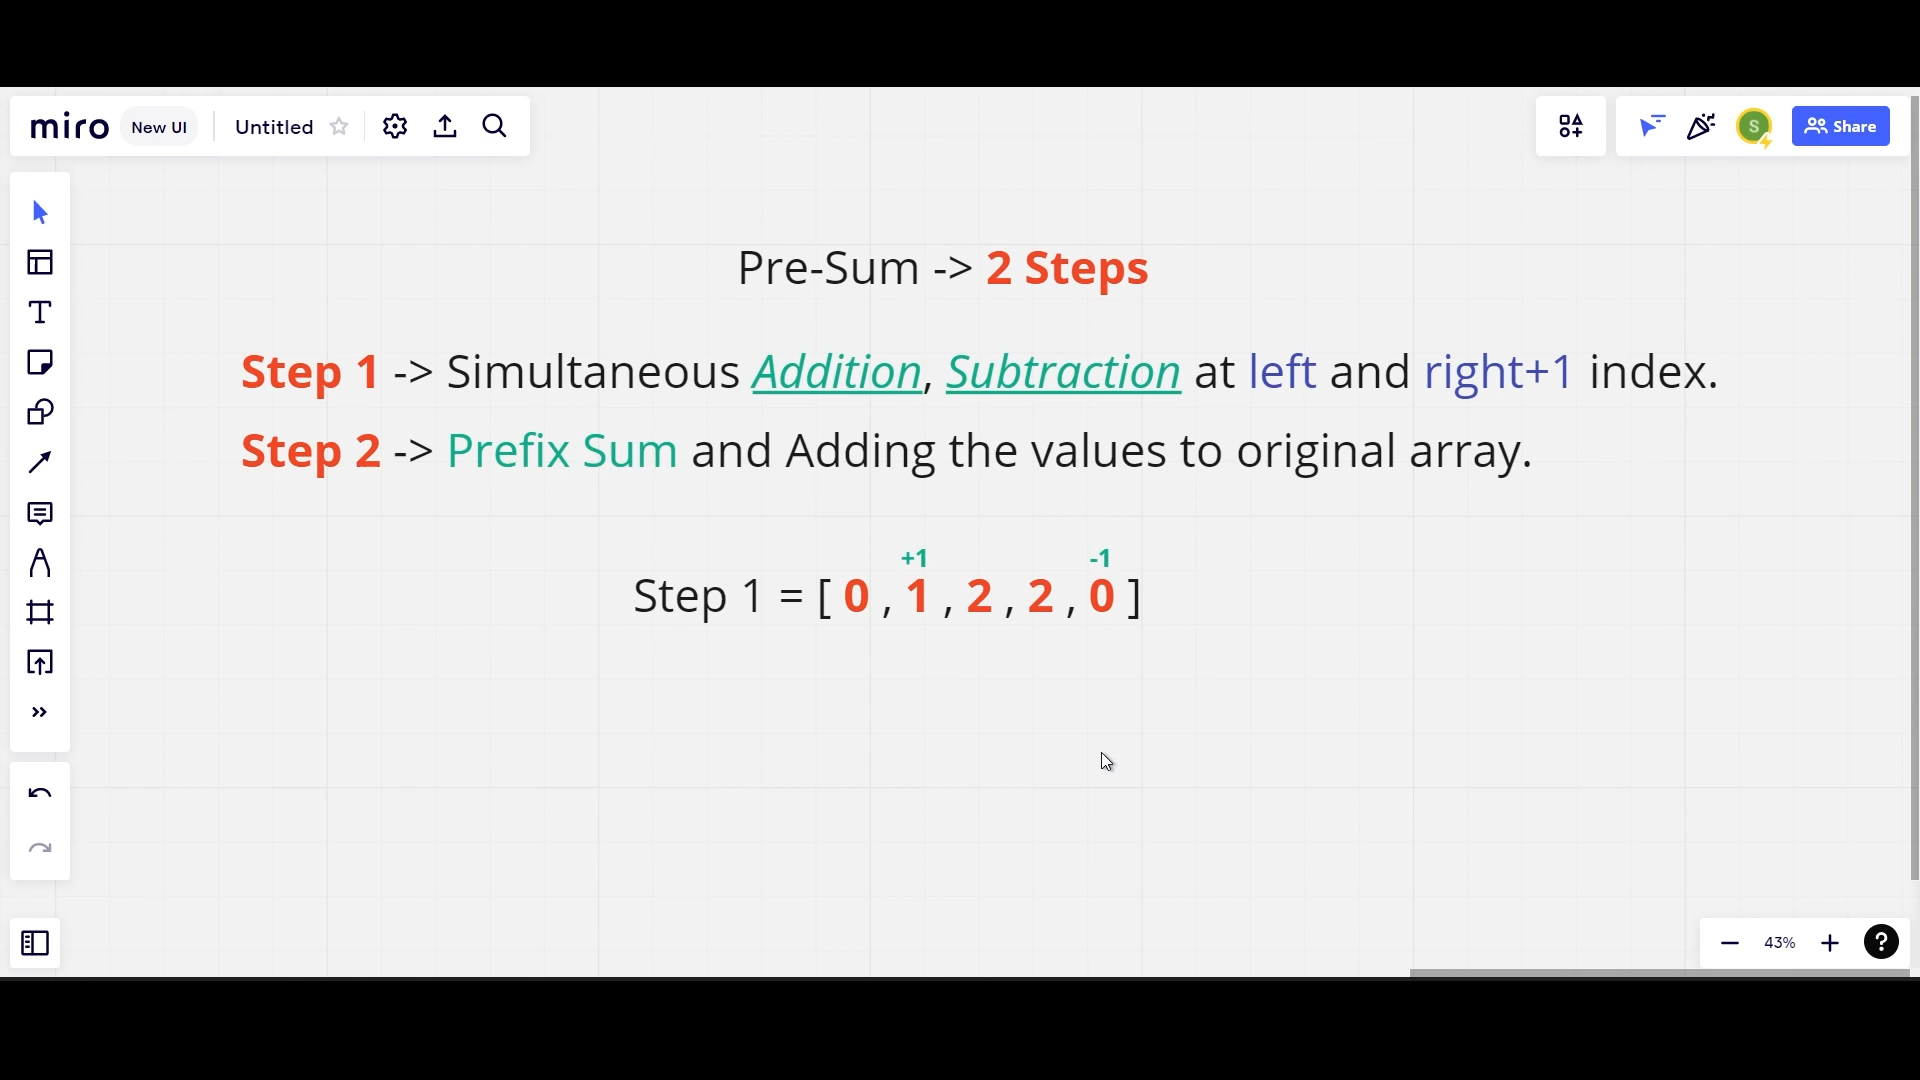 miro New UI Untitled
S Share
Pre-Sum -> 2 Steps
Step 1 -> Simultaneous Addition, Subtraction at left and right+1 index.
Step 2 -> Prefix Sum and Adding the values to original array.
+1 -1
Step 1 = [ 0 , 1 , 2 , 2 , 0 ]
43%